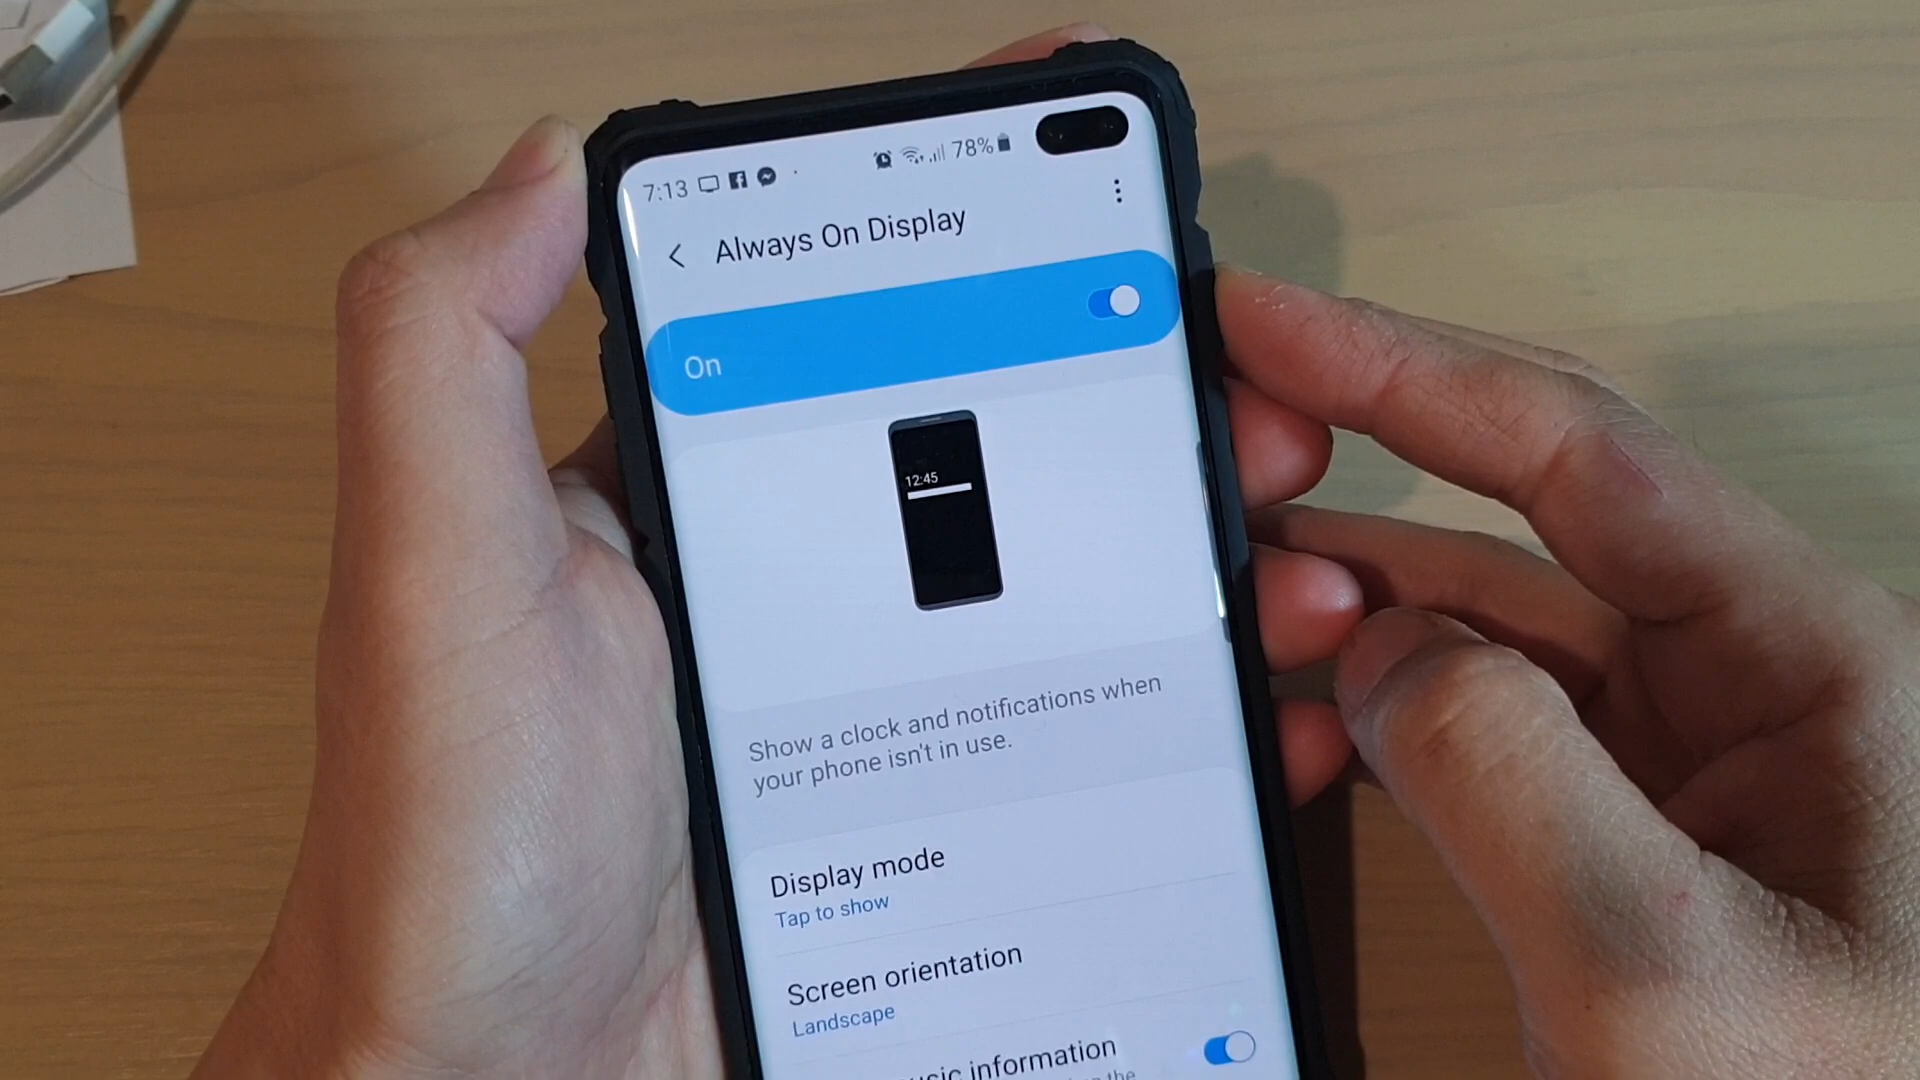 7:13 78%
Always On Display
On
12:45
Show a clock and notifications when
your phone isn't in use.
Display mode
Tap to show
Screen orientation
Landscape
information
the